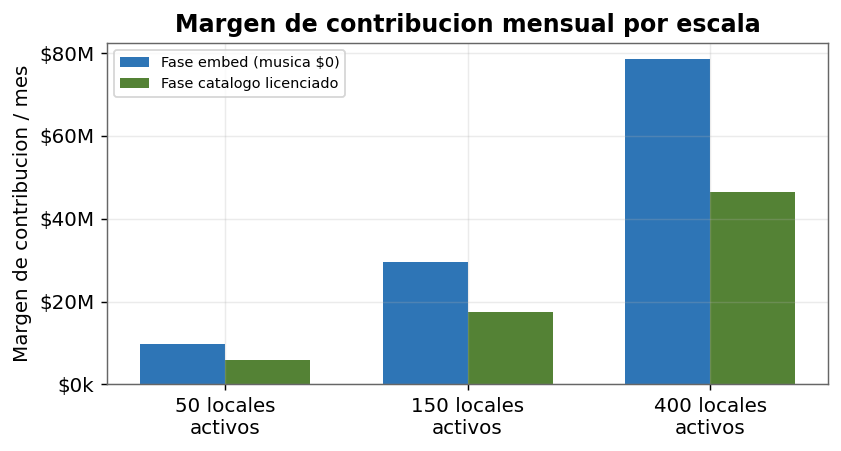 Margen de contribucion mensual por escala
Margen de contribucion / mes
$80M
$60M
$40M
$20M
$0k
Fase embed (musica $0)
Fase catalogo licenciado
50 locales
activos
150 locales
activos
400 locales
activos